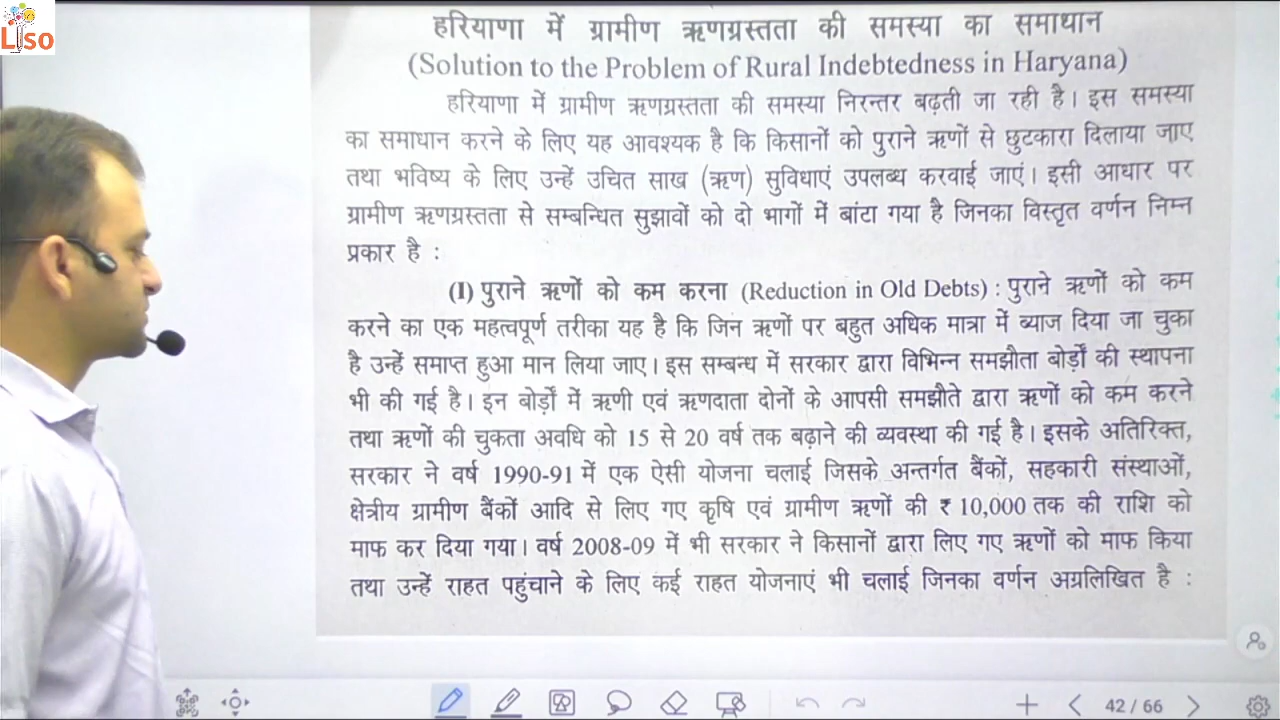 Liso
हरियाणा में ग्रामीण ऋणग्रस्तता की समस्या का समाधान
(Solution to the Problem of Rural Indebtedness in Haryana)
हरियाणा में ग्रामीण ऋणग्रस्तता की समस्या निरन्तर बढ़ती जा रही है। इस समस्या
का समाधान करने के लिए यह आवश्यक है कि किसानों को पुराने ऋणों से छुटकारा दिलाया जाए
तथा भविष्य के लिए उन्हें उचित साख (ऋण) सुविधाएं उपलब्ध करवाई जाएं। इसी आधार पर
ग्रामीण ऋणग्रस्तता से सम्बन्धित सुझावों को दो भागों में बांटा गया है जिनका विस्तृत वर्णन निम्न
प्रकार है :
(I) पुराने ऋणों को कम करना (Reduction in Old Debts) : पुराने ऋणों को कम
करने का एक महत्वपूर्ण तरीका यह है कि जिन ऋणों पर बहुत अधिक मात्रा में ब्याज दिया जा चुका
है उन्हें समाप्त हुआ मान लिया जाए। इस सम्बन्ध में सरकार द्वारा विभिन्न समझौता बोर्ड़ों की स्थापना
भी की गई है। इन बोर्ड़ों में ऋणी एवं ऋणदाता दोनों के आपसी समझौते द्वारा ऋणों को कम करने
तथा ऋणों की चुकता अवधि को 15 से 20 वर्ष तक बढ़ाने की व्यवस्था की गई है। इसके अतिरिक्त,
सरकार ने वर्ष 1990-91 में एक ऐसी योजना चलाई जिसके अन्तर्गत बैंकों, सहकारी संस्थाओं,
क्षेत्रीय ग्रामीण बैंकों आदि से लिए गए कृषि एवं ग्रामीण ऋणों की ₹ 10,000 तक की राशि को
माफ कर दिया गया। वर्ष 2008-09 में भी सरकार ने किसानों द्वारा लिए गए ऋणों को माफ किया
तथा उन्हें राहत पहुंचाने के लिए कई राहत योजनाएं भी चलाई जिनका वर्णन अग्रलिखित है :
42 / 66